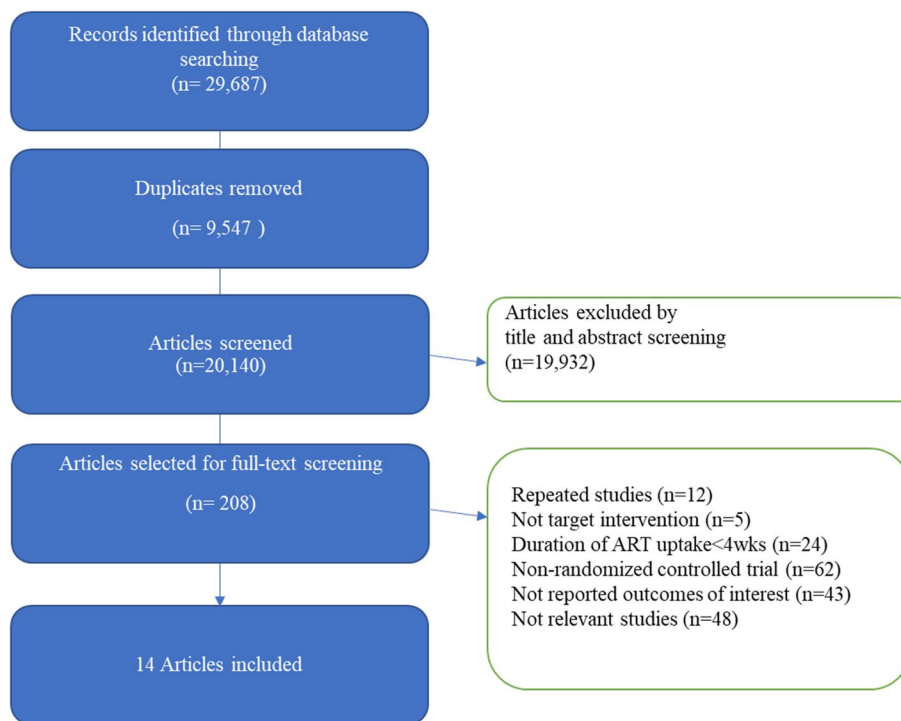 Records identified through database
searching
(n= 29,687)
Duplicates removed
(n= 9,547 )
Articles screened
(n=20,140)
Articles excluded by
title and abstract screening
(n=19,932)
Articles selected for full-text screening
(n= 208)
Repeated studies (n=12)
Not target intervention (n=5)
Duration of ART uptake<4wks (n=24)
Non-randomized controlled trial (n=62)
Not reported outcomes of interest (n=43)
Not relevant studies (n=48)
14 Articles included